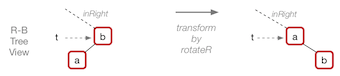 inRight
inRight
R-B
Tree
View
t
b
a
transform
by
rotateR
t
a
b